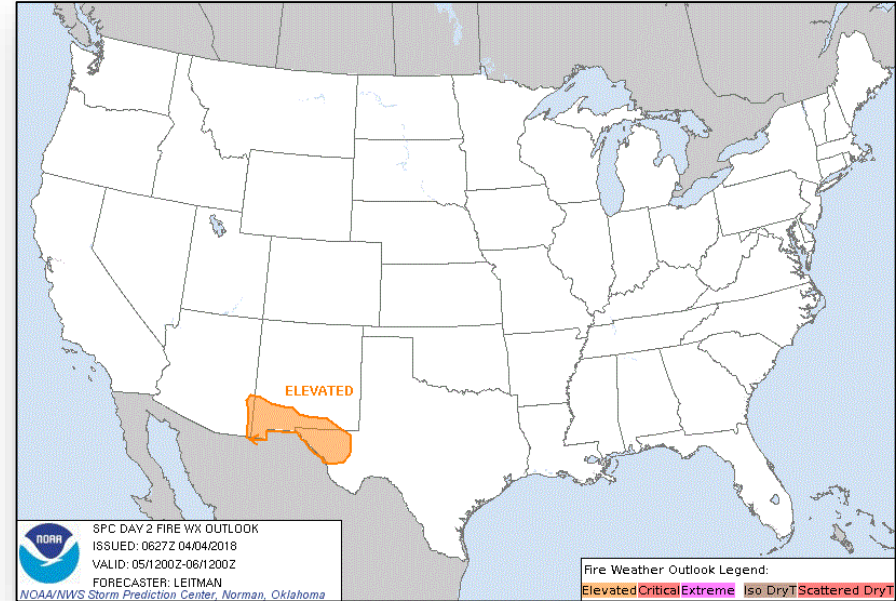 ELEVATED
NOAA
SPC DAY 2 FIRE WX OUTLOOK
ISSUED: 0627Z 04/04/2018
VALID: 05/1200Z-06/1200Z
FORECASTER: LEITMAN
NOAA/NWS Storm Prediction Center, Norman, Oklahoma
Fire Weather Outlook Legend:
Elevated Critical Extreme Iso DryT Scattered DryT